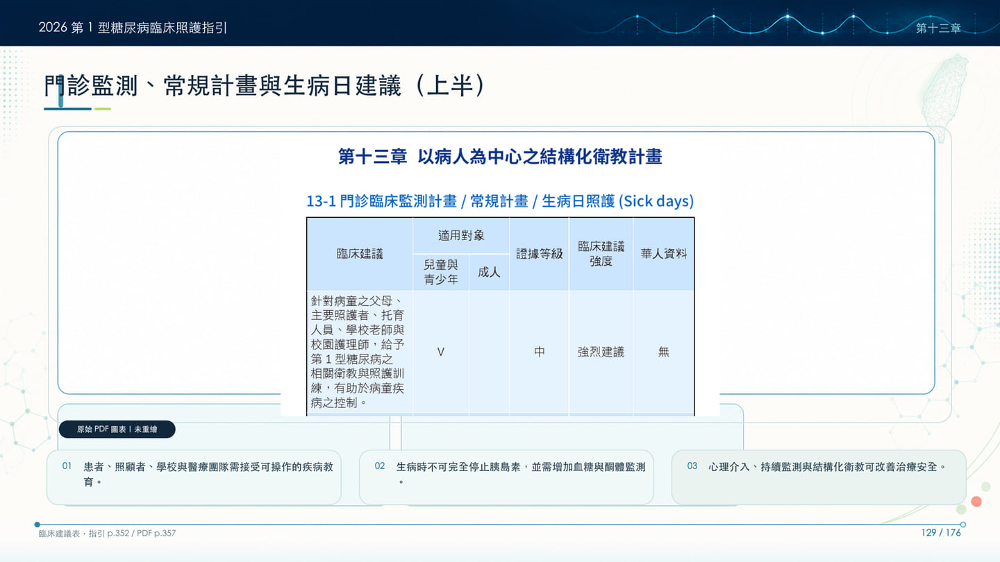 2026 第 1 型糖尿病臨床照護指引
第十三章
門診監測、常規計畫與生病日建議（上半）
第十三章 以病人為中心之結構化衛教計畫
13-1 門診臨床監測計畫 / 常規計畫 / 生病日照護 (Sick days)
臨床建議
適用對象
兒童與
青少年
成人
證據等級
臨床建議
強度
華人資料
針對病童之父母、
主要照護者、托育
人員、學校老師與
校園護理師，給予
第 1 型糖尿病之
相關衛教與照護訓
練，有助於病童疾
病之控制。
V
中
強烈建議
無
原始 PDF 圖表｜未重繪
01 患者、照顧者、學校與醫療團隊需接受可操作的疾病教
育。
02 生病時不可完全停止胰島素，並需增加血糖與酮體監測
。
03 心理介入、持續監測與結構化衛教可改善治療安全。
臨床建議表，指引 p.352 / PDF p.357
129 / 176